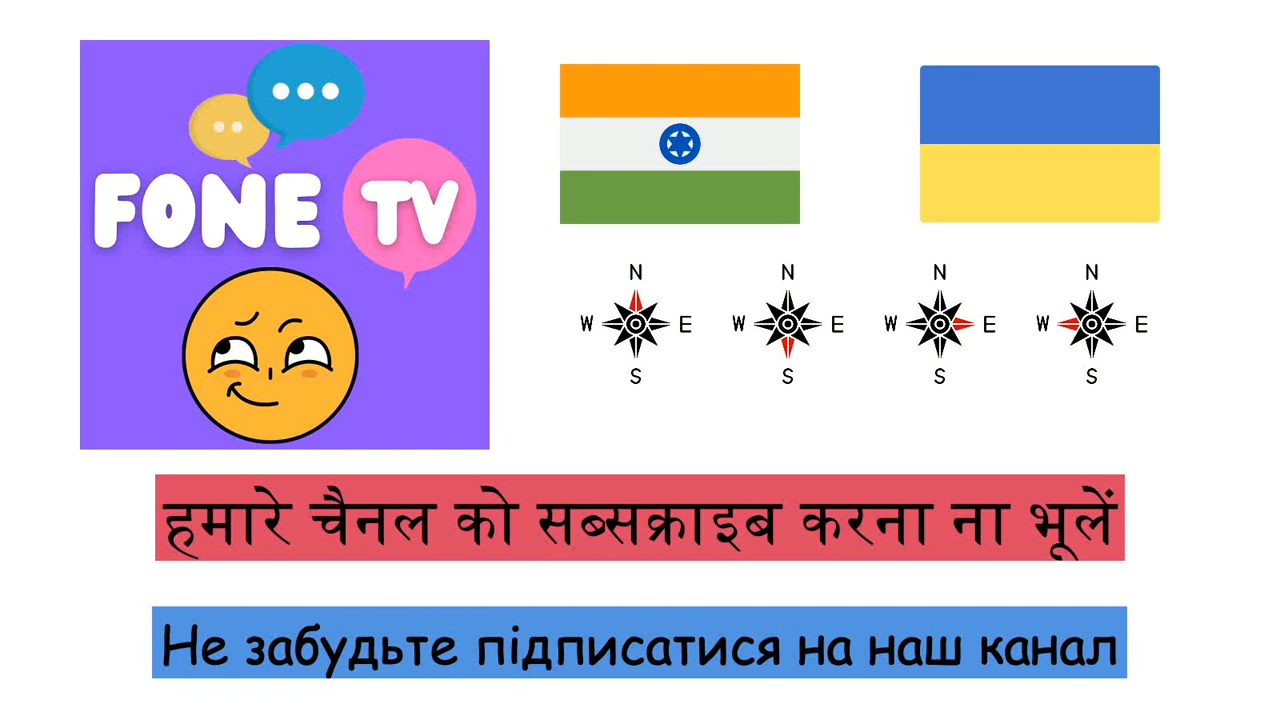 FONE TV
N N N N
W E W E W E W E
S S S S
हमारे चैनल को सब्सक्राइब करना ना भूलें
Не забудьте підписатися на наш канал